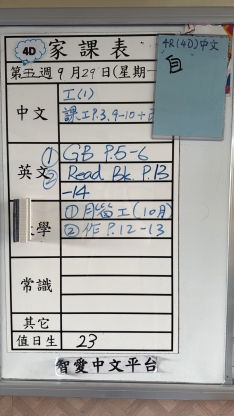 4D 家課表
4R(4D)中文
自
第五週 9月29日(星期一
中文
工(1)
課工P.3,9-10+
英文
① GB P.5-6
② Read Bk. P.13
-14
學
① 月留工(10月)
② 作 P.12-13
常識
其它
值日生 23
智愛中文平台